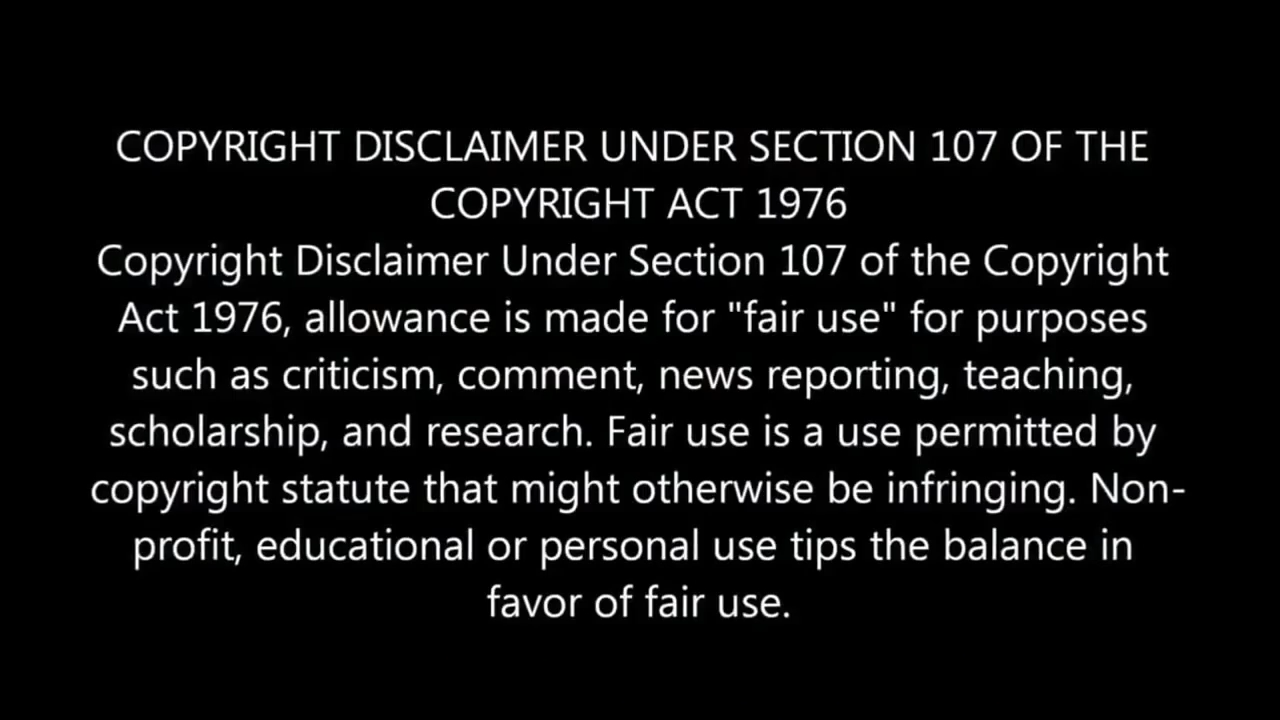 COPYRIGHT DISCLAIMER UNDER SECTION 107 OF THE
COPYRIGHT ACT 1976
Copyright Disclaimer Under Section 107 of the Copyright
Act 1976, allowance is made for "fair use" for purposes
such as criticism, comment, news reporting, teaching,
scholarship, and research. Fair use is a use permitted by
copyright statute that might otherwise be infringing. Non-
profit, educational or personal use tips the balance in
favor of fair use.